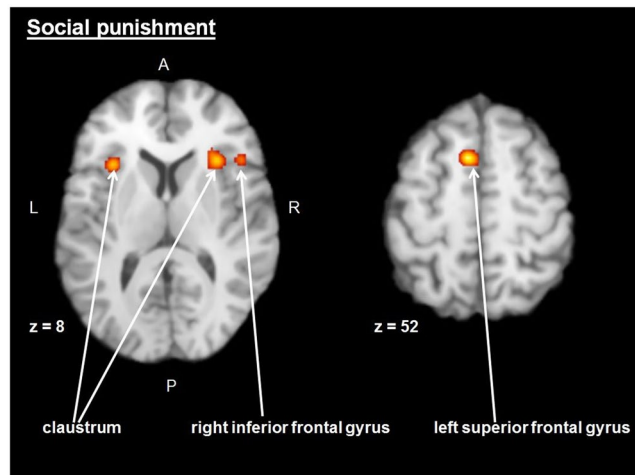 Social punishment
A
L
R
z = 8
z = 52
P
claustrum
right inferior frontal gyrus
left superior frontal gyrus